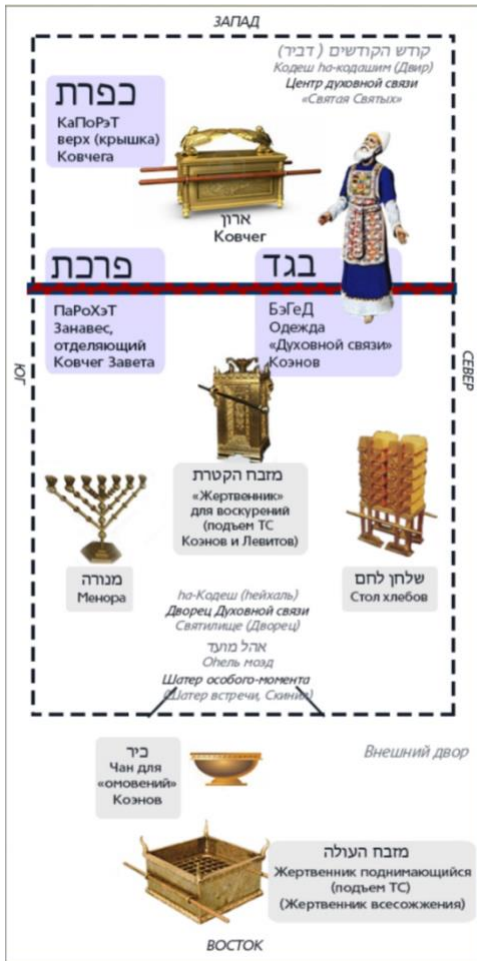 ЗАПАД
קודש הקודשים (דביר)
Кодеш hа-кодашим (Двир)
Центр духовной связи
«Святая Святых»
כפרת
КаПоРэТ
верх (крышка)
Ковчега
ארון
Ковчег
פרכת
ПаРоХэТ
Занавес,
отделяющий
Ковчег Завета
בגד
БэГеД
Одежда
«Духовной связи»
Коэнов
ЮГ
СЕВЕР
מזבח הקטרת
«Жертвенник»
для воскурений
(подъем ТС
Коэнов и Левитов)
מנורה
Менора
שלחן לחם
Стол хлебов
hа-Кодеш (hейхаль)
Дворец Духовной связи
Святилище (Дворец)
אהל מועד
Оhель моэд
Шатер особого-момента
(Шатер встречи, Скиния)
כיר
Чан для
«омовений»
Коэнов
Внешний двор
מזבח העולה
Жертвенник поднимающийся
(подъем ТС)
(Жертвенник всесожжения)
ВОСТОК